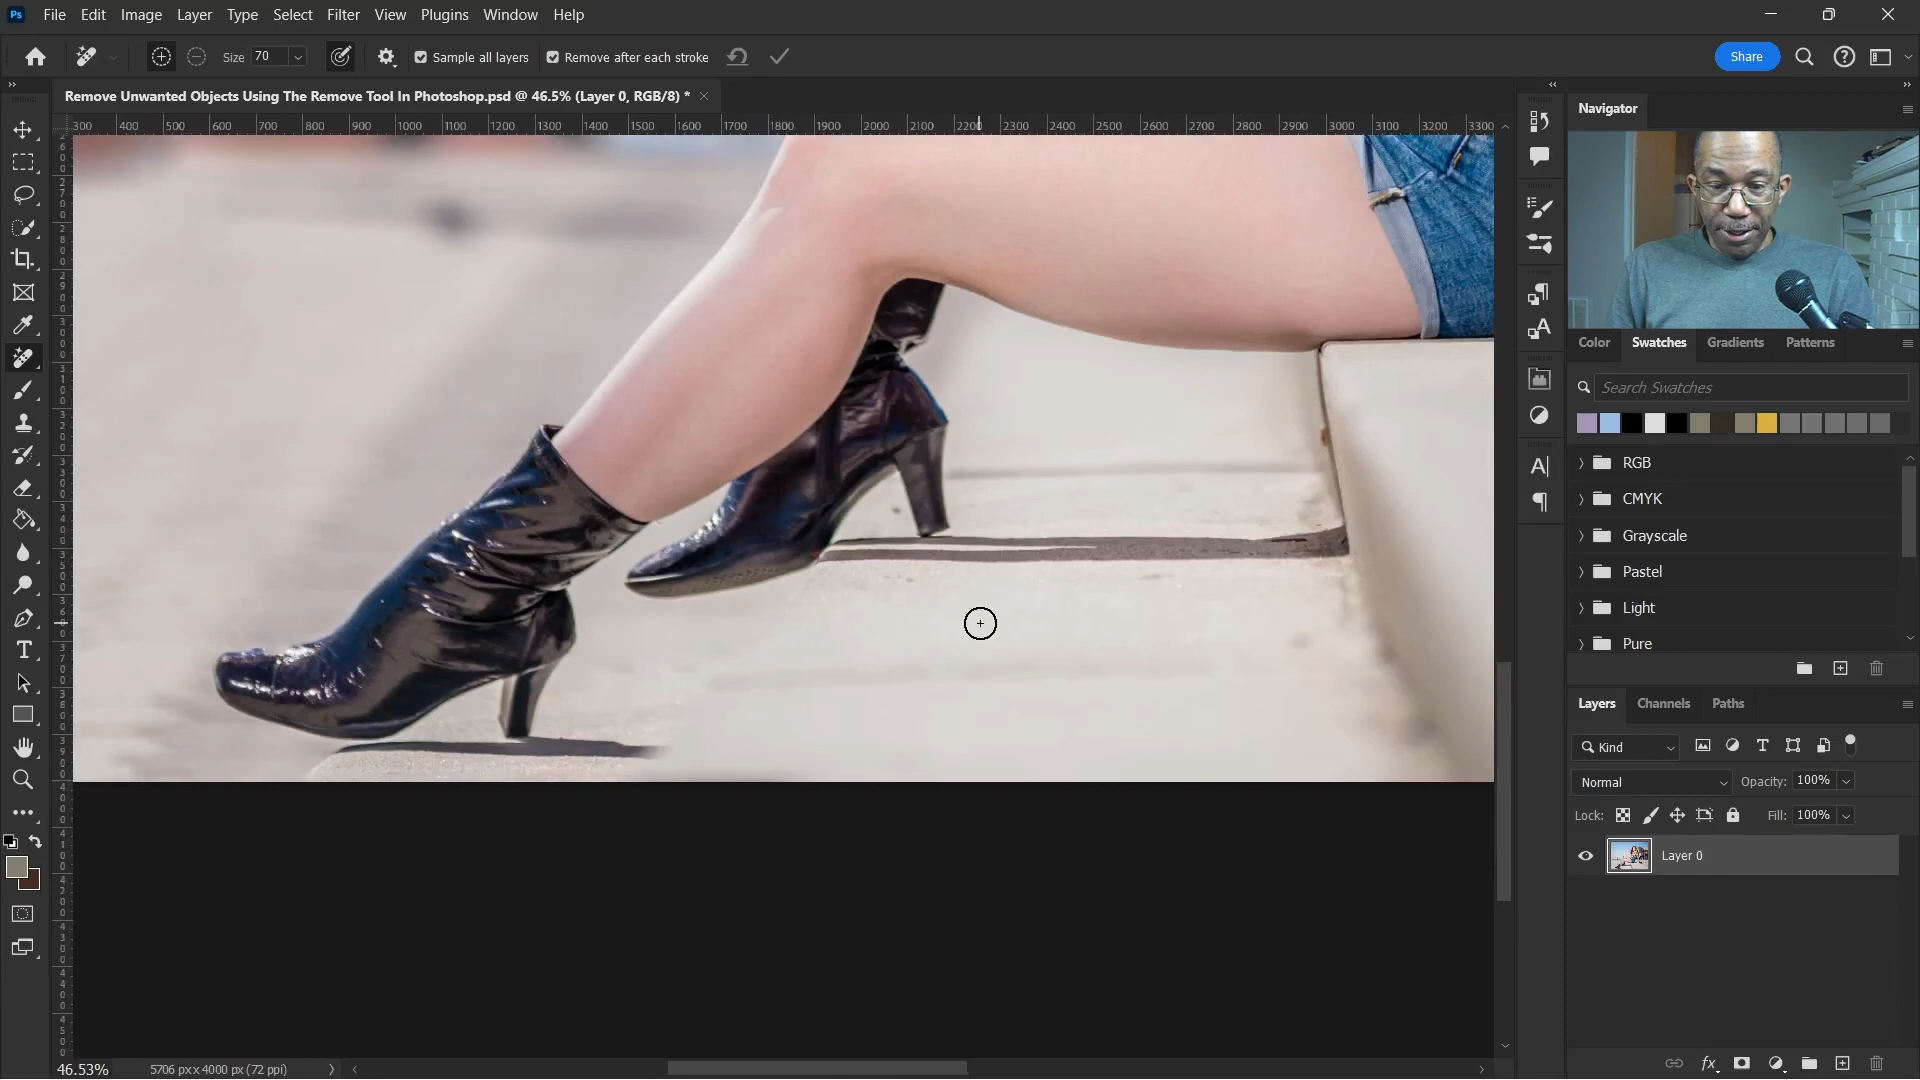 Ps File Edit Image Layer Type Select Filter View Plugins Window Help
Size 70 Sample all layers Remove after each stroke Share
Remove Unwanted Objects Using The Remove Tool In Photoshop.psd @ 46.5% (Layer 0, RGB/8) *
300 400 500 600 700 800 900 1000 1100 1200 1300 1400 1500 1600 1700 1800 1900 2000 2100 2200 2300 2400 2500 2600 2700 2800 2900 3000 3100 3200 3300
Navigator
Color Swatches Gradients Patterns
Search Swatches
RGB
CMYK
Grayscale
Pastel
Light
Pure
Layers Channels Paths
Kind
Normal Opacity: 100%
Lock: Fill: 100%
Layer 0
46.53% 5706 px x 4000 px (72 ppi)